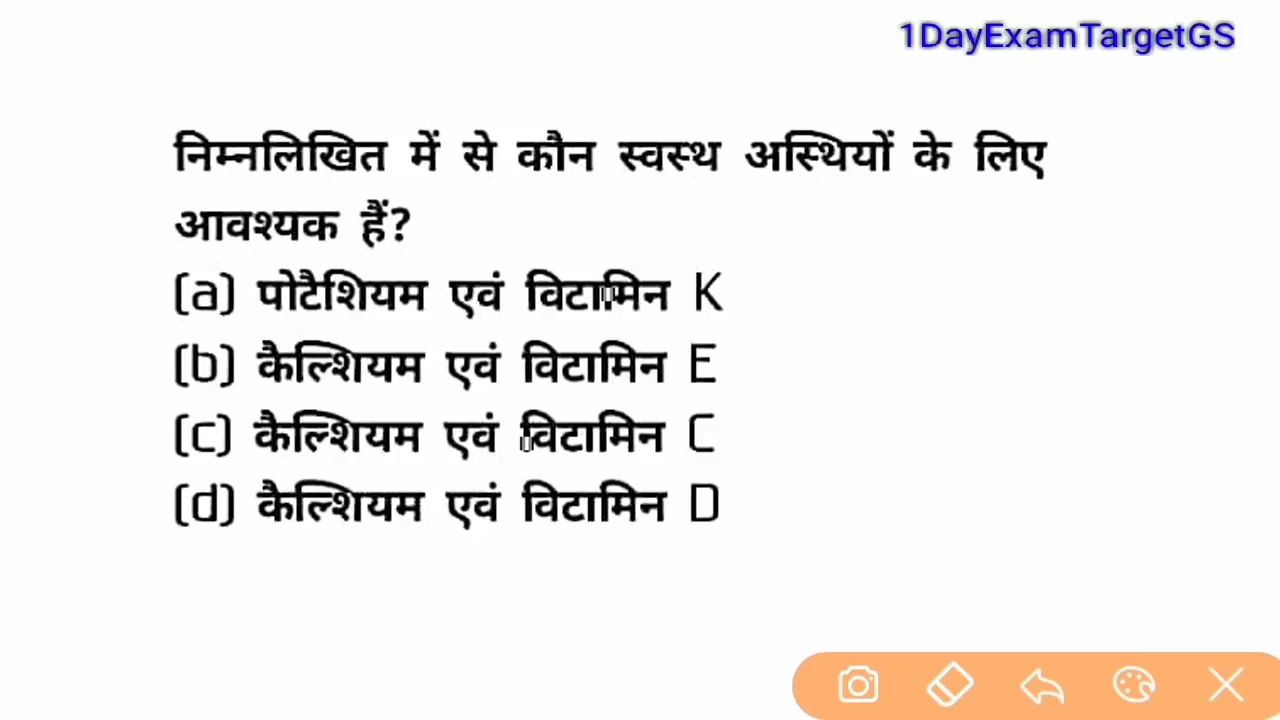 1DayExamTargetGS
निम्नलिखित में से कौन स्वस्थ अस्थियों के लिए
आवश्यक हैं?
(a) पोटैशियम एवं विटामिन K
(b) कैल्शियम एवं विटामिन E
(c) कैल्शियम एवं विटामिन C
(d) कैल्शियम एवं विटामिन D